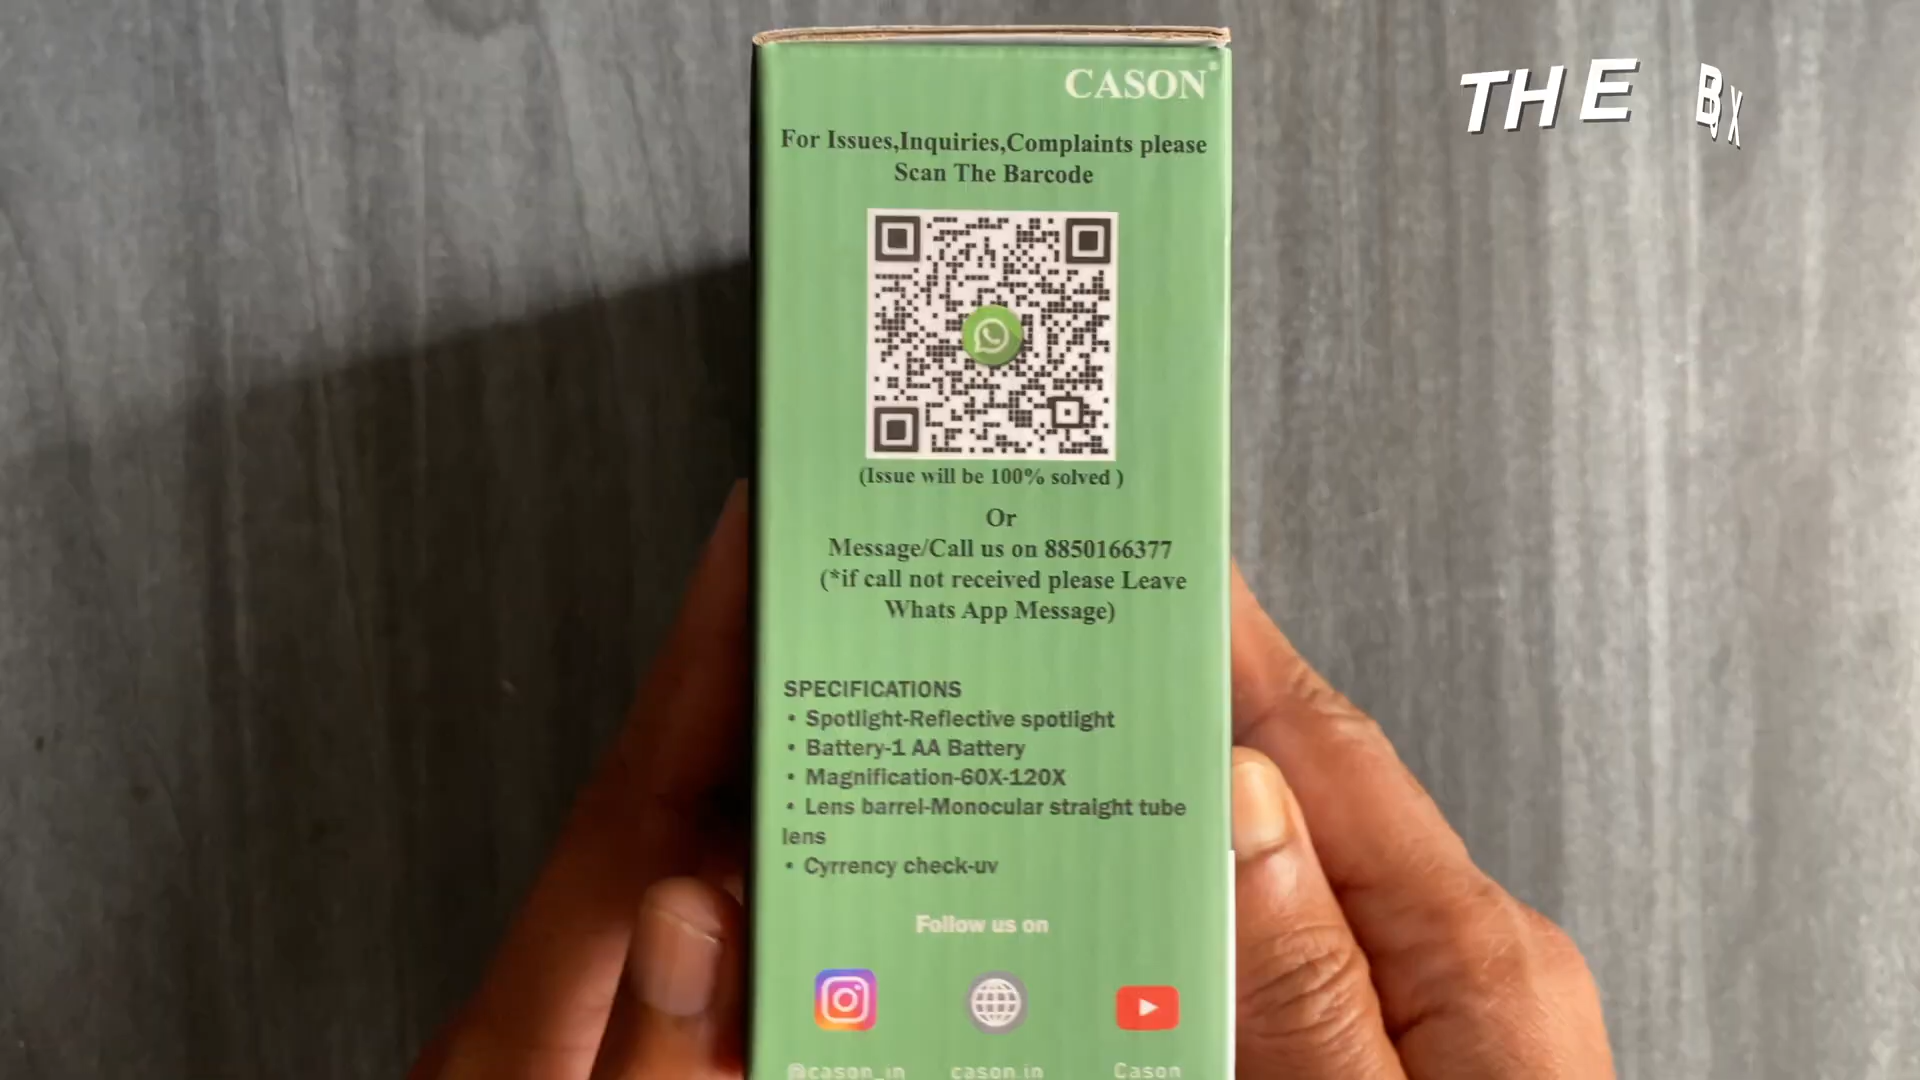 THE BOX
CASON®
For Issues,Inquiries,Complaints please
Scan The Barcode
(Issue will be 100% solved )
Or
Message/Call us on 8850166377
(*if call not received please Leave
Whats App Message)
SPECIFICATIONS
• Spotlight-Reflective spotlight
• Battery-1 AA Battery
• Magnification-60X-120X
• Lens barrel-Monocular straight tube
lens
• Cyrrency check-uv
Follow us on
@cason_in cason.in Cason